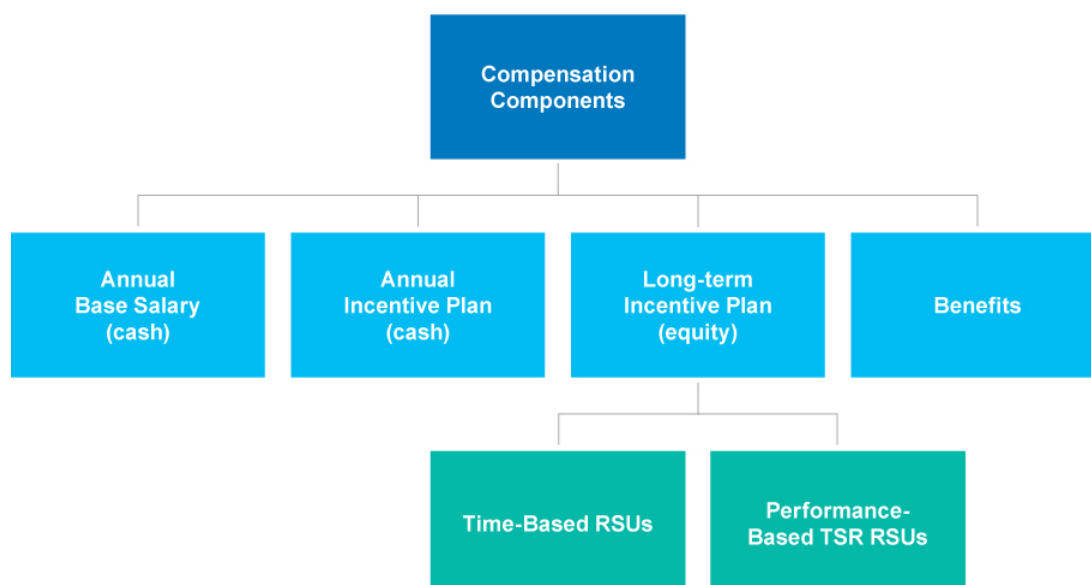 Compensation
Components
Annual
Base Salary
(cash)
Annual
Incentive Plan
(cash)
Long-term
Incentive Plan
(equity)
Benefits
Time-Based RSUs
Performance-
Based TSR RSUs